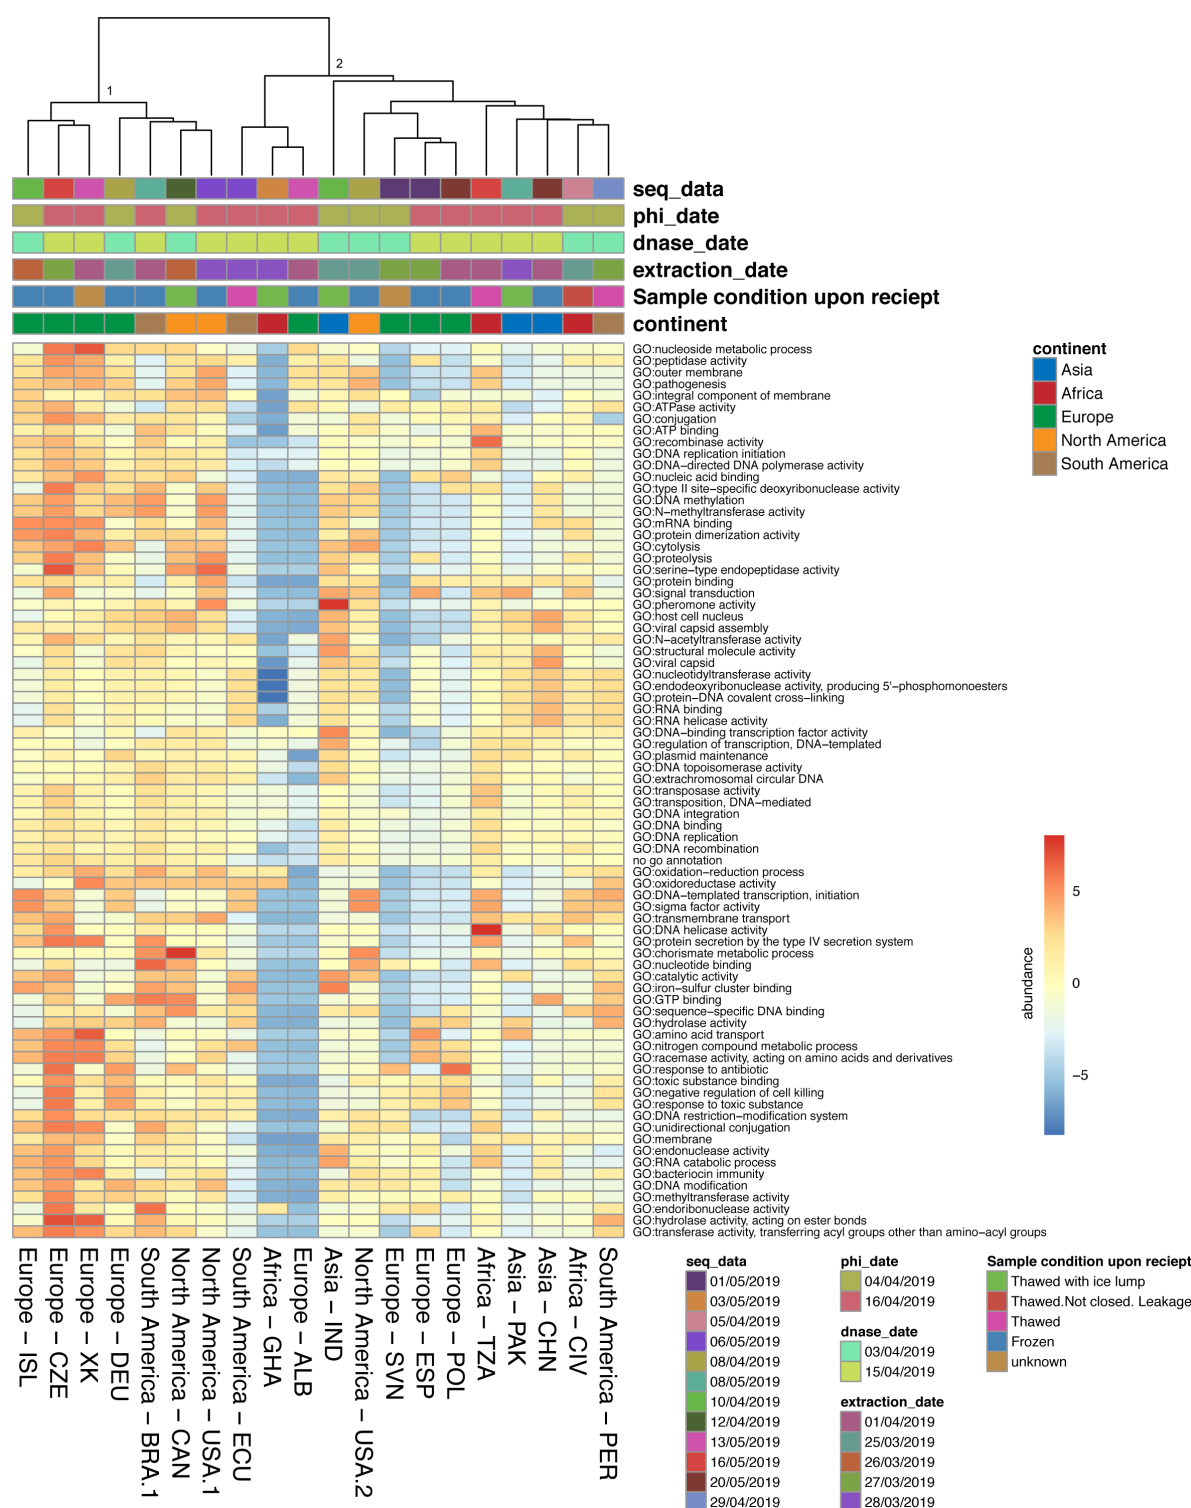 2
1
seq_data
phi_date
dnase_date
extraction_date
Sample condition upon reciept
continent
GO:nucleoside metabolic process
GO:peptidase activity
GO:outer membrane
GO:pathogenesis
GO:integral component of membrane
GO:ATPase activity
GO:conjugation
GO:ATP binding
GO:recombinase activity
GO:DNA replication initiation
GO:DNA−directed DNA polymerase activity
GO:nucleic acid binding
GO:type II site−specific deoxyribonuclease activity
GO:DNA methylation
GO:N−methyltransferase activity
GO:mRNA binding
GO:protein dimerization activity
GO:cytolysis
GO:proteolysis
GO:serine−type endopeptidase activity
GO:protein binding
GO:signal transduction
GO:pheromone activity
GO:host cell nucleus
GO:viral capsid assembly
GO:N−acetyltransferase activity
GO:structural molecule activity
GO:viral capsid
GO:nucleotidyltransferase activity
GO:endodeoxyribonuclease activity, producing 5'−phosphomonoesters
GO:protein−DNA covalent cross−linking
GO:RNA binding
GO:RNA helicase activity
GO:DNA−binding transcription factor activity
GO:regulation of transcription, DNA−templated
GO:plasmid maintenance
GO:DNA topoisomerase activity
GO:extrachromosomal circular DNA
GO:transposase activity
GO:transposition, DNA−mediated
GO:DNA integration
GO:DNA binding
GO:DNA replication
GO:DNA recombination
no go annotation
GO:oxidation−reduction process
GO:oxidoreductase activity
GO:DNA−templated transcription, initiation
GO:sigma factor activity
GO:transmembrane transport
GO:DNA helicase activity
GO:protein secretion by the type IV secretion system
GO:chorismate metabolic process
GO:nucleotide binding
GO:catalytic activity
GO:iron−sulfur cluster binding
GO:GTP binding
GO:sequence−specific DNA binding
GO:hydrolase activity
GO:amino acid transport
GO:nitrogen compound metabolic process
GO:racemase activity, acting on amino acids and derivatives
GO:response to antibiotic
GO:toxic substance binding
GO:negative regulation of cell killing
GO:response to toxic substance
GO:DNA restriction−modification system
GO:unidirectional conjugation
GO:membrane
GO:endonuclease activity
GO:RNA catabolic process
GO:bacteriocin immunity
GO:DNA modification
GO:methyltransferase activity
GO:endoribonuclease activity
GO:hydrolase activity, acting on ester bonds
GO:transferase activity, transferring acyl groups other than amino−acyl groups
continent
Asia
Africa
Europe
North America
South America
abundance
5
0
−5
Europe − ISL
Europe − CZE
Europe − XK
Europe − DEU
South America − BRA.1
North America − CAN
North America − USA.1
South America − ECU
Africa − GHA
Europe − ALB
Asia − IND
North America − USA.2
Europe − SVN
Europe − ESP
Europe − POL
Africa − TZA
Asia − PAK
Asia − CHN
Africa − CIV
South America − PER
seq_data
01/05/2019
03/05/2019
05/04/2019
06/05/2019
08/04/2019
08/05/2019
10/04/2019
12/04/2019
13/05/2019
16/05/2019
20/05/2019
29/04/2019
phi_date
04/04/2019
16/04/2019
dnase_date
03/04/2019
15/04/2019
extraction_date
01/04/2019
25/03/2019
26/03/2019
27/03/2019
28/03/2019
Sample condition upon reciept
Thawed with ice lump
Thawed.Not closed. Leakage
Thawed
Frozen
unknown